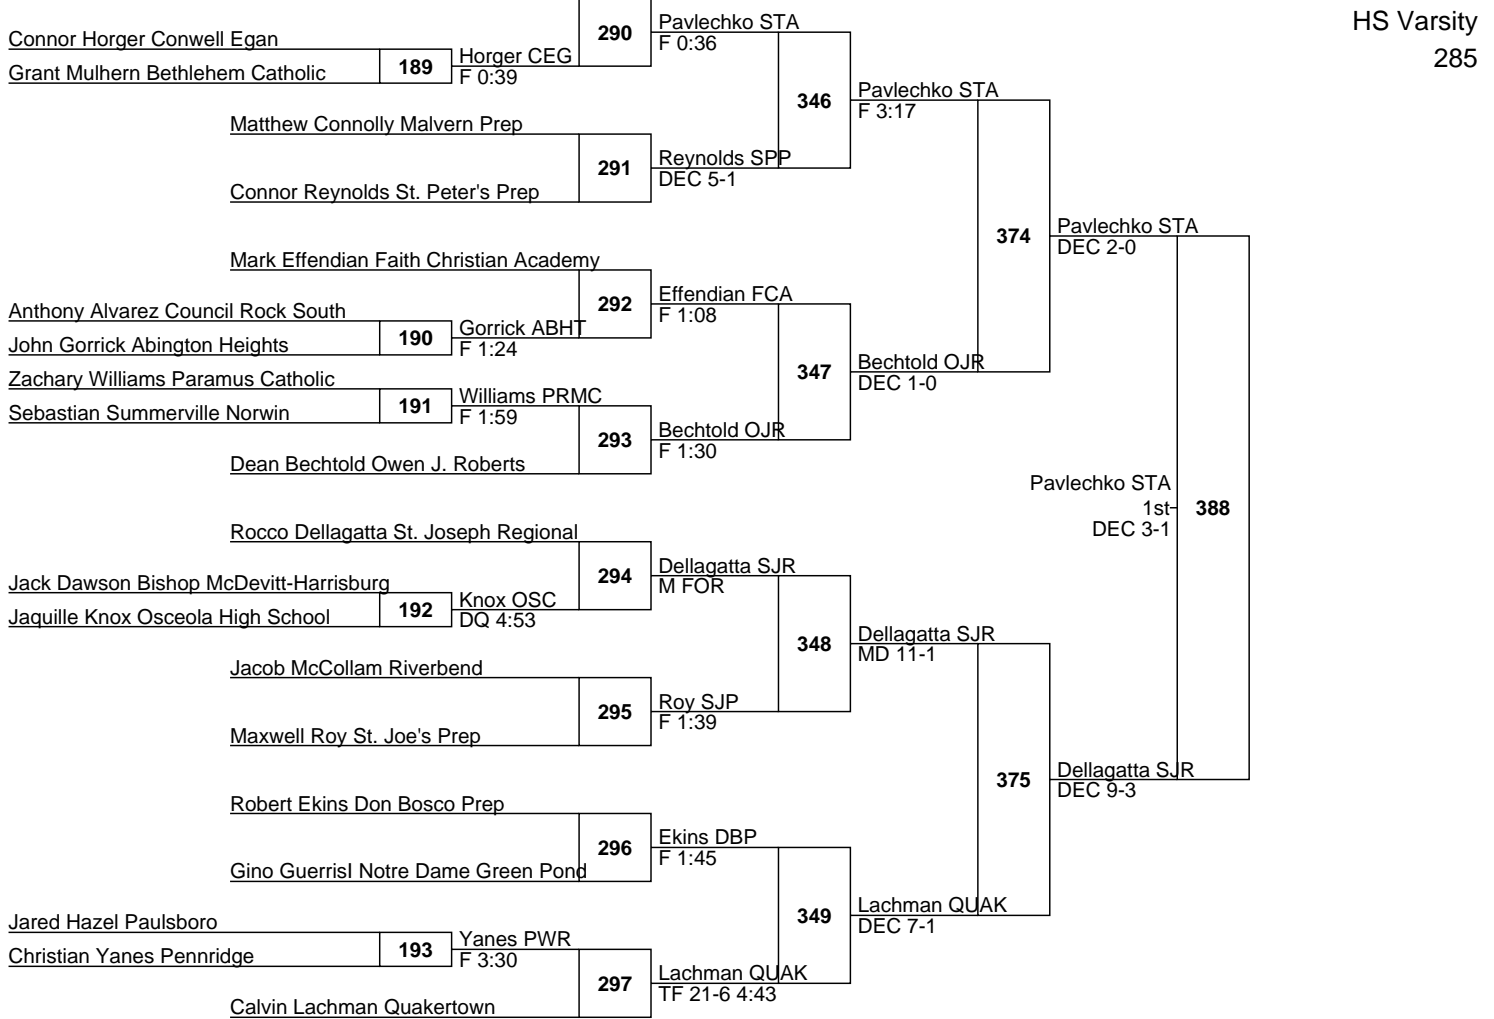 HS Varsity
285
Connor Horger Conwell Egan
Grant Mulhern Bethlehem Catholic
189
Horger CEG
F 0:39
290
Pavlechko STA
F 0:36
Matthew Connolly Malvern Prep
Connor Reynolds St. Peter's Prep
291
Reynolds SPP
DEC 5-1
346
Pavlechko STA
F 3:17
Mark Effendian Faith Christian Academy
Anthony Alvarez Council Rock South
John Gorrick Abington Heights
190
Gorrick ABHT
F 1:24
292
Effendian FCA
F 1:08
Zachary Williams Paramus Catholic
Sebastian Summerville Norwin
191
Williams PRMC
F 1:59
Dean Bechtold Owen J. Roberts
293
Bechtold OJR
F 1:30
347
Bechtold OJR
DEC 1-0
374
Pavlechko STA
DEC 2-0
Rocco Dellagatta St. Joseph Regional
Jack Dawson Bishop McDevitt-Harrisburg
Jaquille Knox Osceola High School
192
Knox OSC
DQ 4:53
294
Dellagatta SJR
M FOR
Jacob McCollam Riverbend
Maxwell Roy St. Joe's Prep
295
Roy SJP
F 1:39
348
Dellagatta SJR
MD 11-1
Robert Ekins Don Bosco Prep
Gino GuerrisI Notre Dame Green Pond
296
Ekins DBP
F 1:45
Jared Hazel Paulsboro
Christian Yanes Pennridge
193
Yanes PWR
F 3:30
Calvin Lachman Quakertown
297
Lachman QUAK
TF 21-6 4:43
349
Lachman QUAK
DEC 7-1
375
Dellagatta SJR
DEC 9-3
Pavlechko STA
1st
DEC 3-1
388